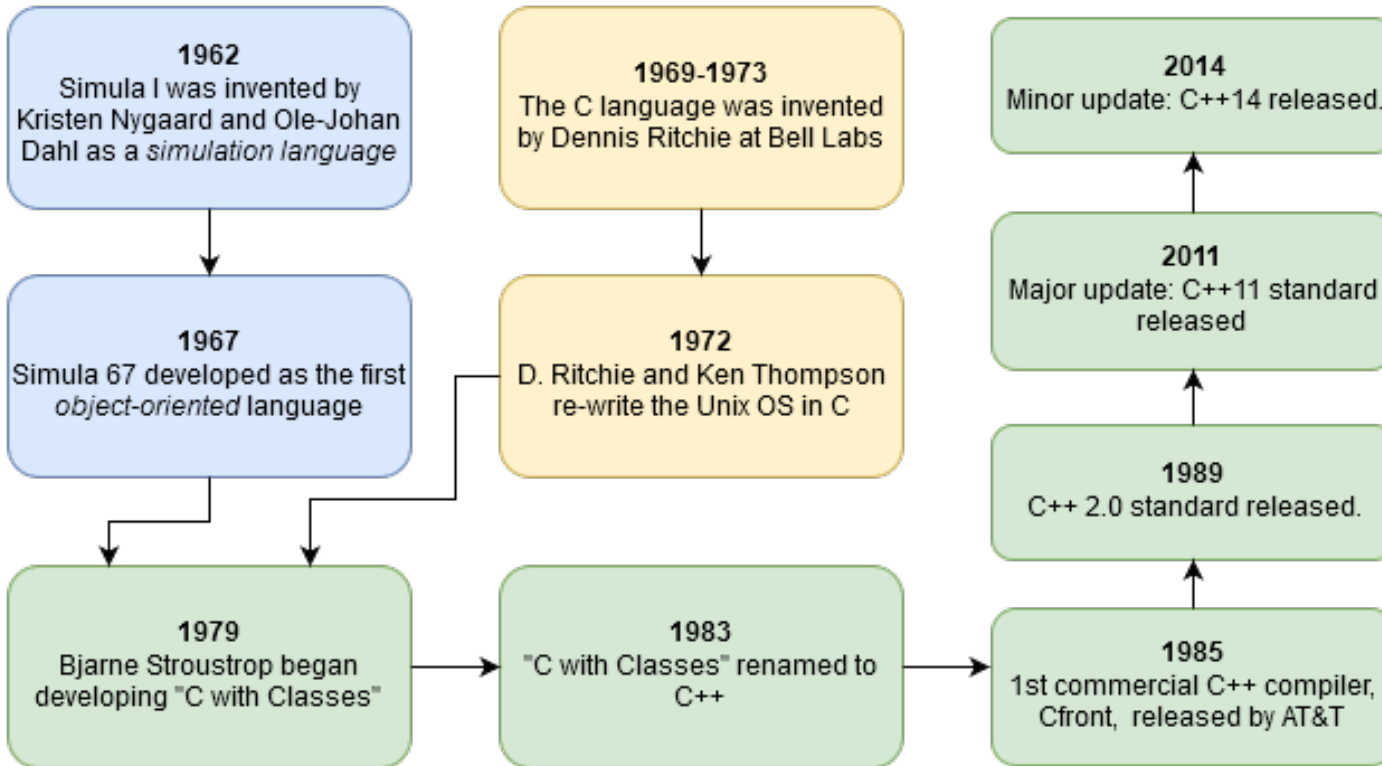 1962
Simula I was invented by
Kristen Nygaard and Ole-Johan
Dahl as a simulation language
1969-1973
The C language was invented
by Dennis Ritchie at Bell Labs
2014
Minor update: C++14 released.
2011
Major update: C++11 standard
released
1967
Simula 67 developed as the first
object-oriented language
1972
D. Ritchie and Ken Thompson
re-write the Unix OS in C
1989
C++ 2.0 standard released.
1979
Bjarne Stroustrop began
developing "C with Classes"
1983
"C with Classes" renamed to
C++
1985
1st commercial C++ compiler,
Cfront, released by AT&T